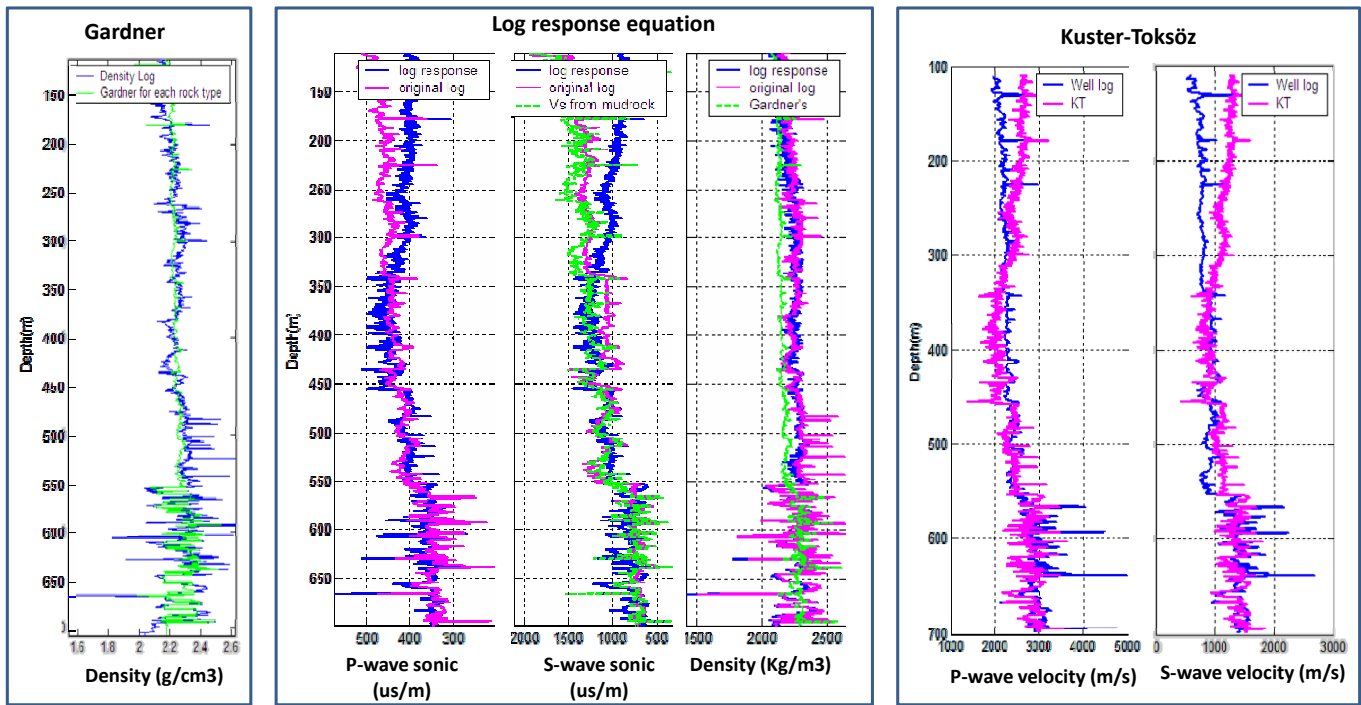 Gardner
Density Log
Gardner for each rock type
150
200
250
300
350
400
450
500
550
600
650
Depth(m)
1.6
1.8
2
2.2
2.4
2.6
Density (g/cm3)
Log response equation
log response
original log
100
150
200
250
300
350
400
450
500
550
600
650
Depth(m
600
400
200
P-wave sonic
(us/m)
log response
original log
Vs from mudrock
2000
1500
1000
500
S-wave sonic
(us/m)
log response
original log
Gardner's
1500
2000
2500
Density (Kg/m3)
Kuster-Toksöz
Well log
KT
100
200
300
400
500
600
700
Depth(m)
1000
2000
3000
4000
5000
P-wave velocity (m/s)
Well log
KT
0
1000
2000
3000
S-wave velocity (m/s)